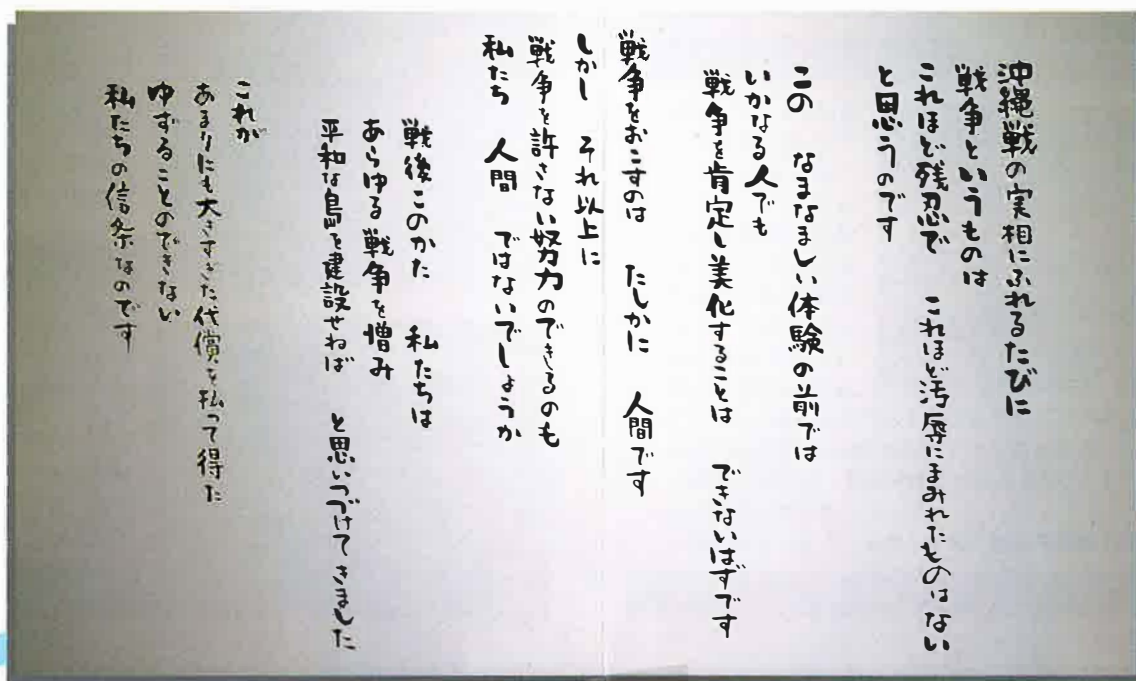 沖縄戦の実相にふれるたびに
戦争というものは
これほど残忍で これほど汚辱にまみれたものはない
と思うのです
この なまなましい体験の前では
いかなる人でも
戦争を肯定し美化することは できないはずです
戦争をおこすのは たしかに 人間です
しかし それ以上に
戦争を許さない努力のできるのも
私たち 人間 ではないでしょうか
戦後このかた 私たちは
あらゆる戦争を憎み
平和な島を建設せねば と思いつづけてきました
これが
あまりにも大きすぎた代償を払って得た
ゆずることのできない
私たちの信条なのです